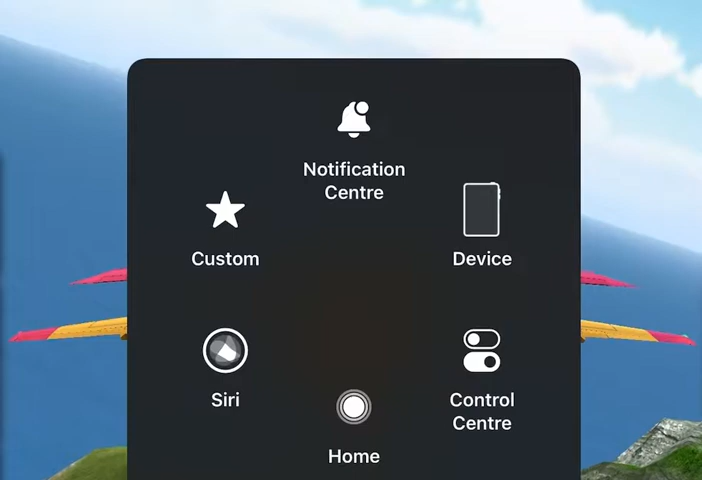 Notification
Centre
Custom
Device
Siri
Control
Centre
Home